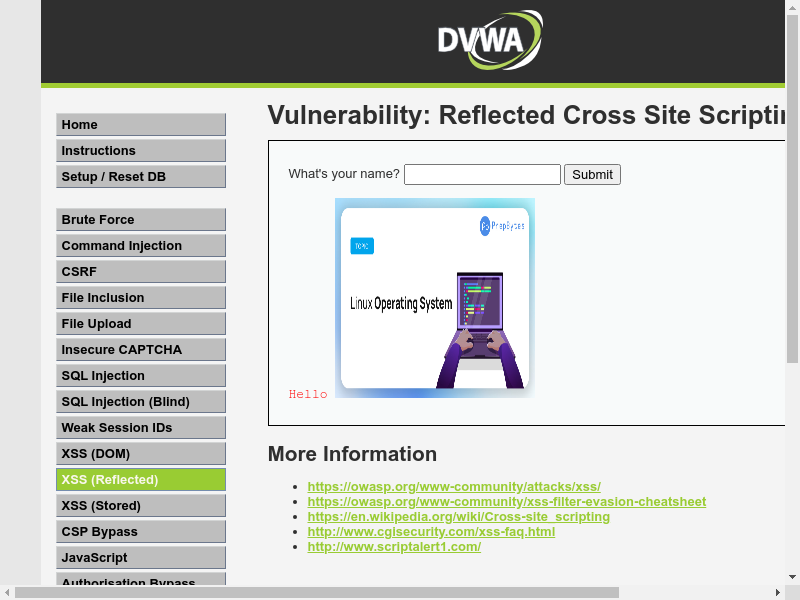 DVWA
Vulnerability: Reflected Cross Site Scriptin
Home
Instructions
Setup / Reset DB
Brute Force
Command Injection
CSRF
File Inclusion
File Upload
Insecure CAPTCHA
SQL Injection
SQL Injection (Blind)
Weak Session IDs
XSS (DOM)
XSS (Reflected)
XSS (Stored)
CSP Bypass
JavaScript
Authorisation Bypass
What's your name?
Submit
PrepBytes
TOPIC
Linux Operating System
Hello
More Information
https://owasp.org/www-community/attacks/xss/
https://owasp.org/www-community/xss-filter-evasion-cheatsheet
https://en.wikipedia.org/wiki/Cross-site_scripting
http://www.cgisecurity.com/xss-faq.html
http://www.scriptalert1.com/